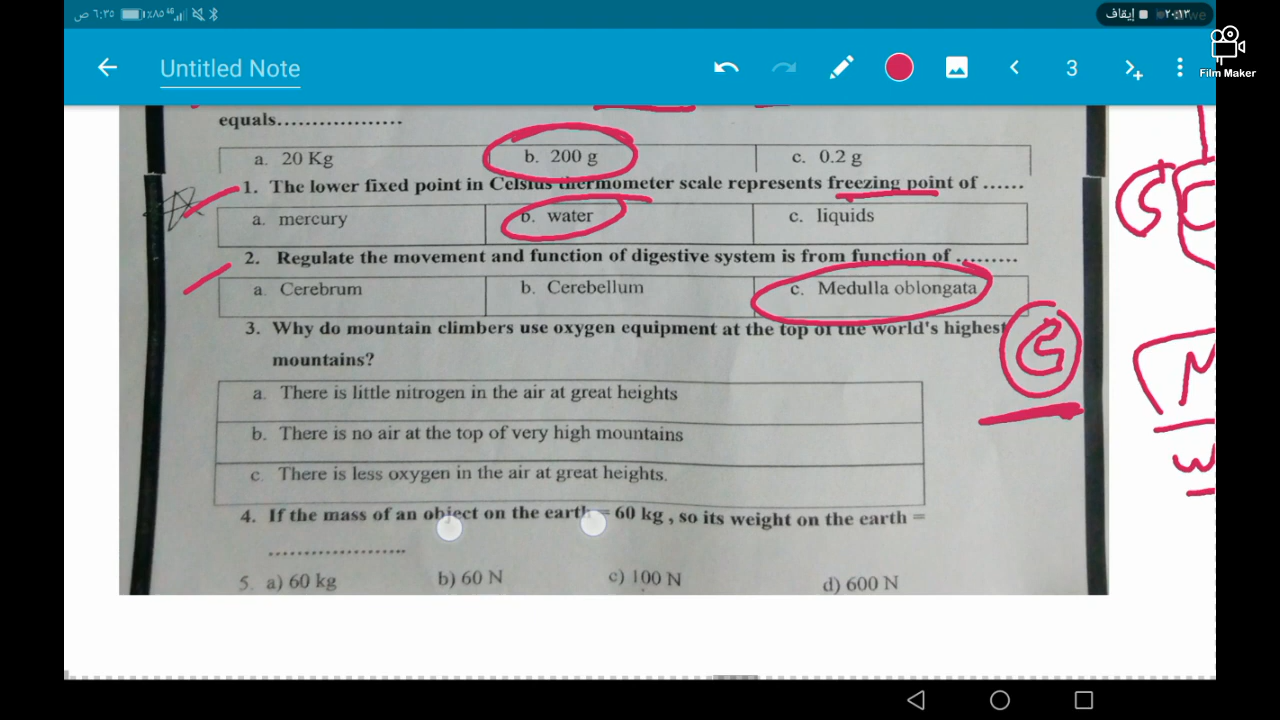 ٦:٣٥ ص
٪٨٥
4G
إيقاف
Untitled Note
3
Film Maker
equals..................
a. 20 Kg
b. 200 g
c. 0.2 g
1. The lower fixed point in Celsius thermometer scale represents freezing point of ......
a. mercury
b. water
c. liquids
2. Regulate the movement and function of digestive system is from function of .........
a. Cerebrum
b. Cerebellum
c. Medulla oblongata
3. Why do mountain climbers use oxygen equipment at the top of the world's highest
mountains?
a. There is little nitrogen in the air at great heights
b. There is no air at the top of very high mountains
c. There is less oxygen in the air at great heights.
4. If the mass of an object on the earth = 60 kg , so its weight on the earth =
....................
5. a) 60 kg
b) 60 N
c) 100 N
d) 600 N